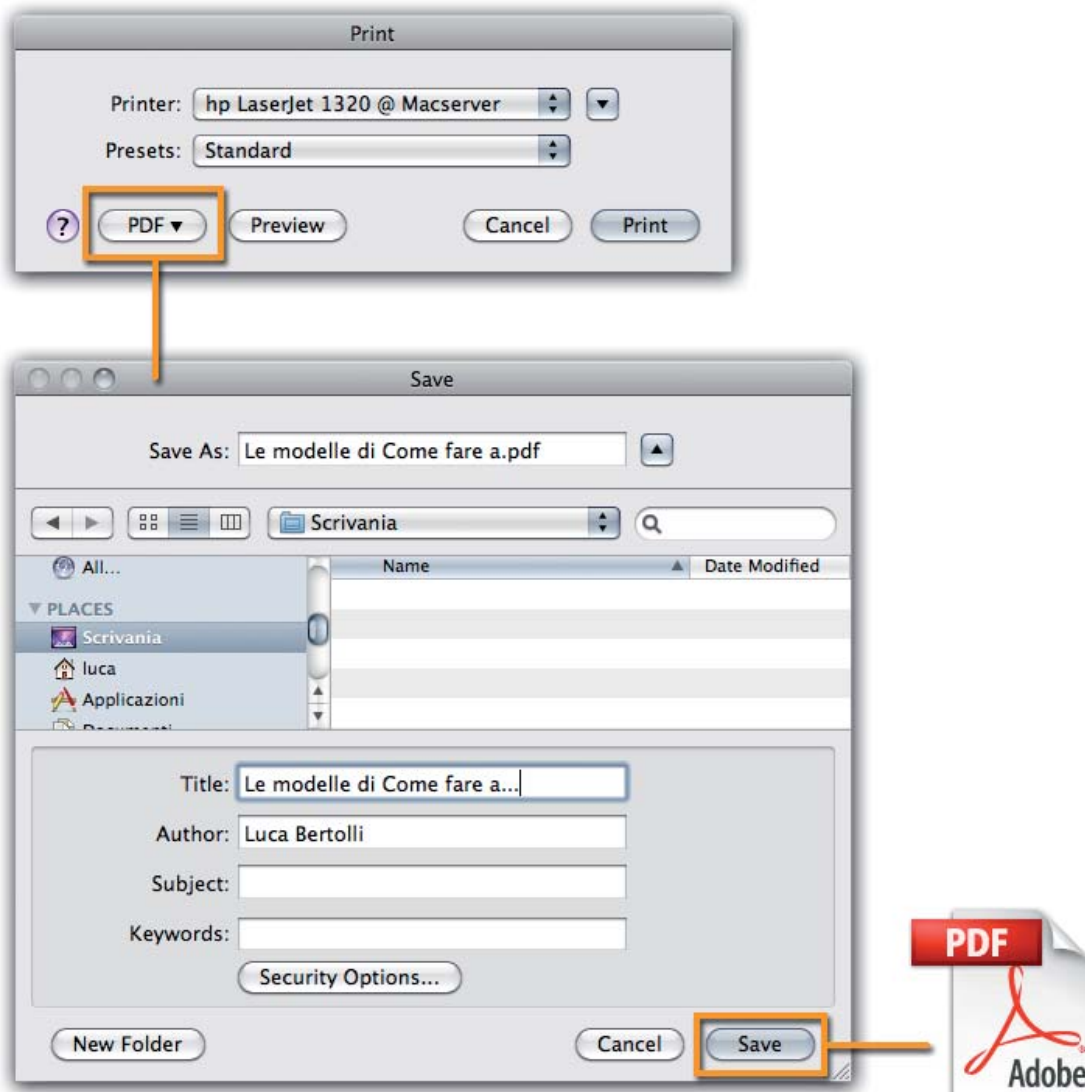 Print
Printer: hp LaserJet 1320 @ Macserver
Presets: Standard
? PDF ▼ Preview Cancel Print
Save
Save As: Le modelle di Come fare a.pdf
Scrivania
All... Name Date Modified
PLACES
Scrivania
luca
Applicazioni
Documenti
Title: Le modelle di Come fare a...
Author: Luca Bertolli
Subject:
Keywords:
Security Options...
New Folder Cancel Save
PDF
Adobe